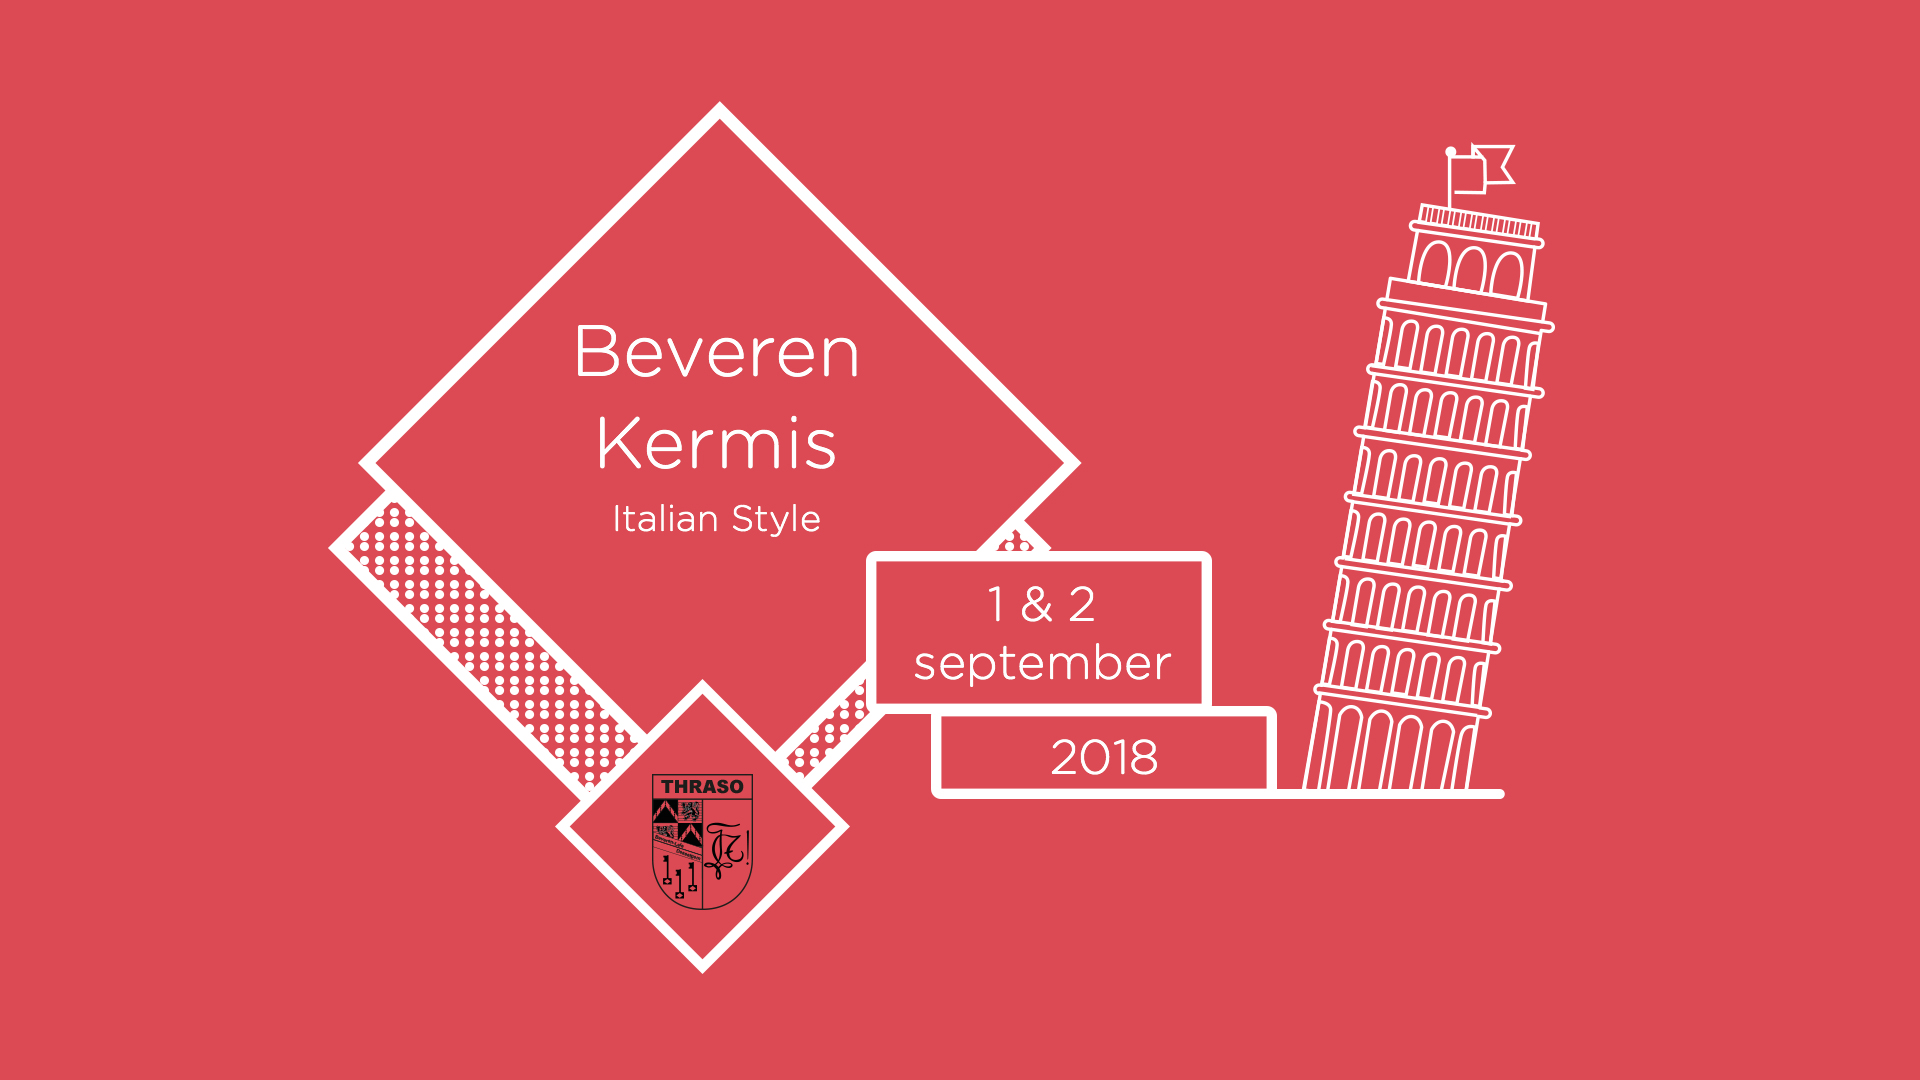 Beveren
Kermis
Italian Style
1 & 2
september
2018
THRASO